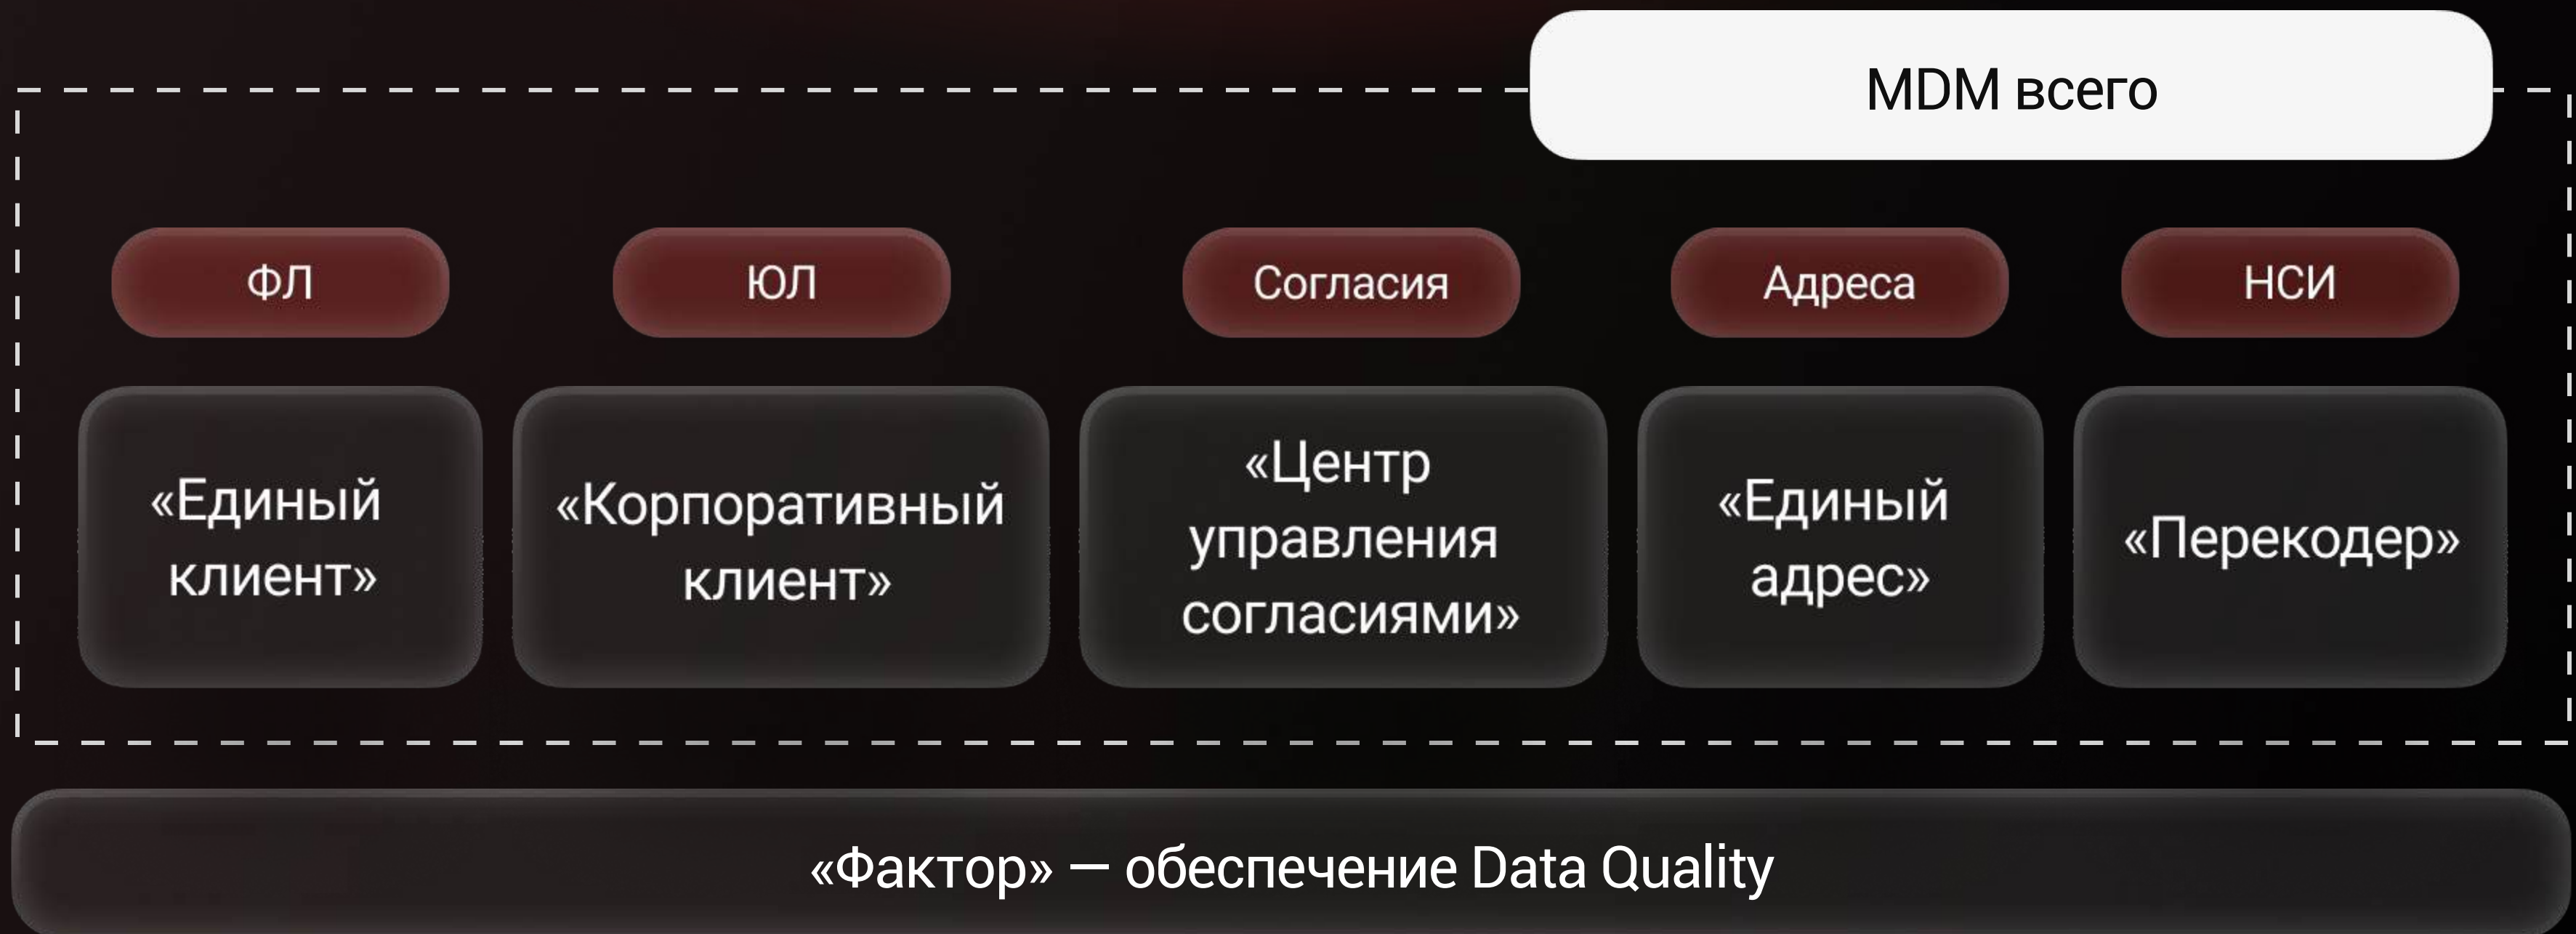 MDM всего
ФЛ
ЮЛ
Согласия
Адреса
НСИ
«Единый
клиент»
«Корпоративный
клиент»
«Центр
управления
согласиями»
«Единый
адрес»
«Перекодер»
«Фактор» — обеспечение Data Quality